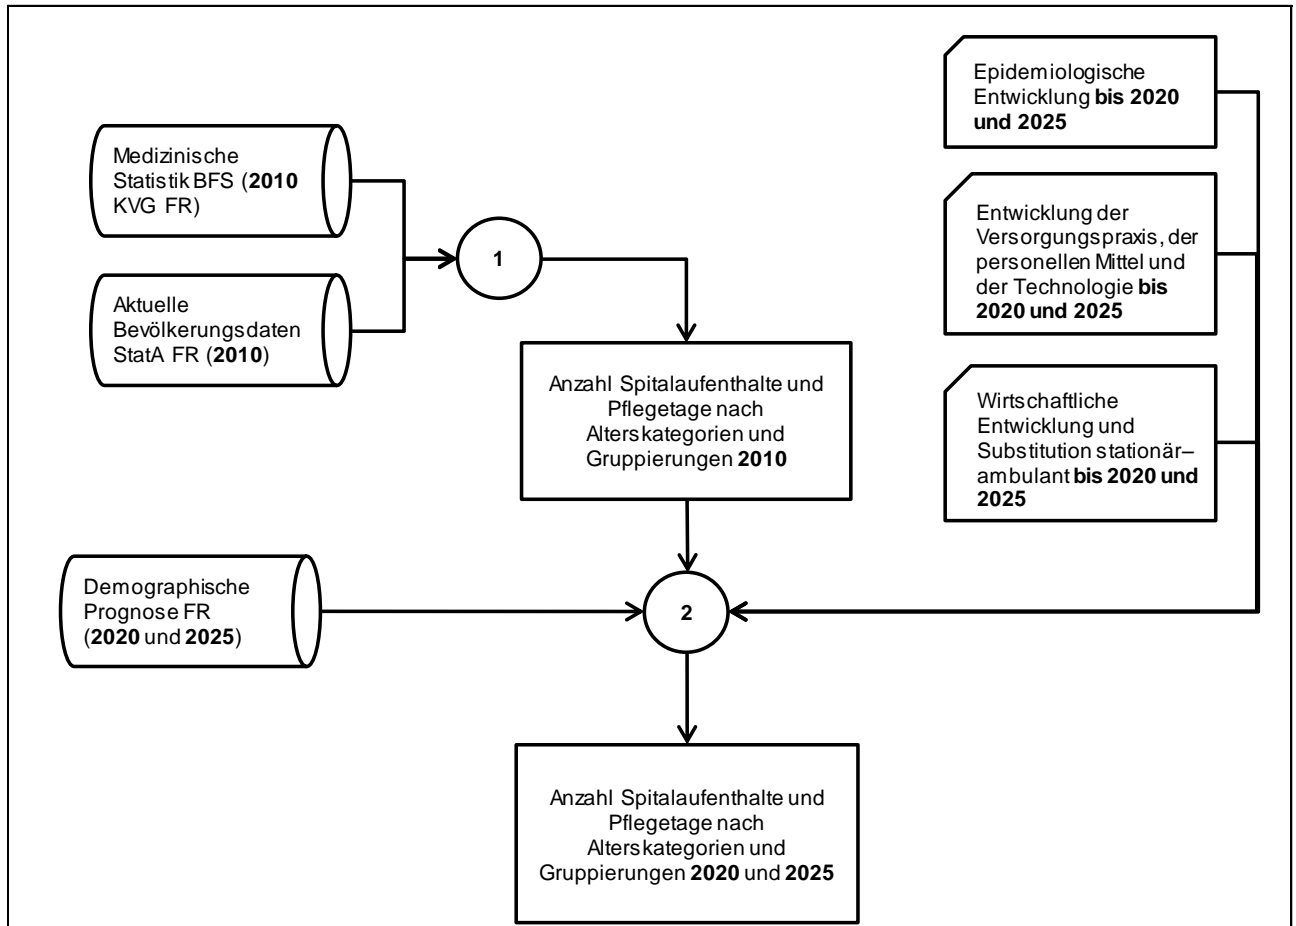 Epidemiologische
Entwicklung bis 2020
und 2025
Medizinische
Statistik BFS (2010
KVG FR)
Entwicklung der
Versorgungspraxis, der
personellen Mittel und
der Technologie bis
2020 und 2025
1
Aktuelle
Bevölkerungsdaten
StatA FR (2010)
Anzahl Spitalaufenthalte und
Pflegetage nach
Alterskategorien und
Gruppierungen 2010
Wirtschaftliche
Entwicklung und
Substitution stationär–
ambulant bis 2020 und
2025
Demographische
Prognose FR
(2020 und 2025)
2
Anzahl Spitalaufenthalte und
Pflegetage nach
Alterskategorien und
Gruppierungen 2020 und 2025